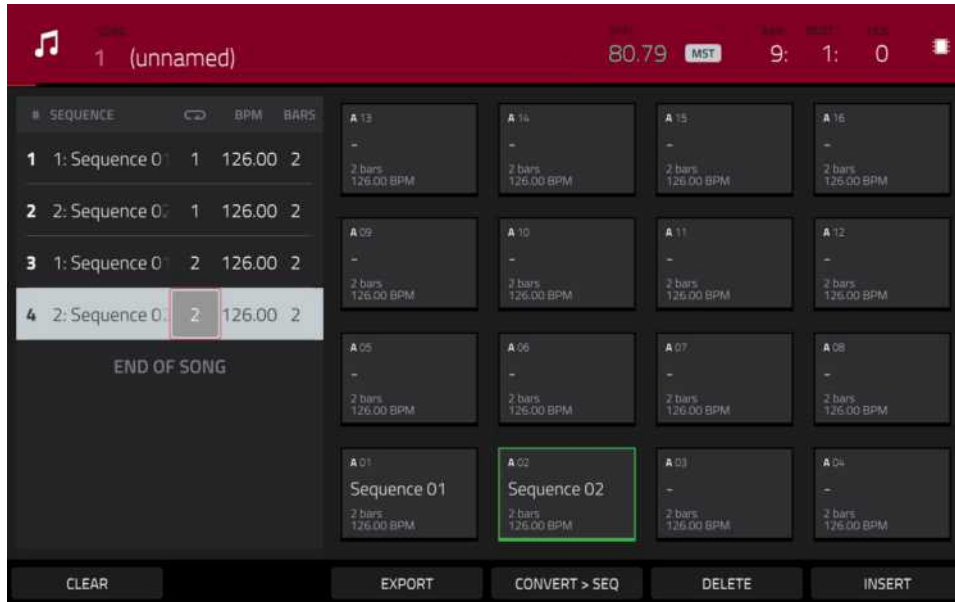 1 (unnamed) 80.79 MST 9: 1: 0
# SEQUENCE BPM BARS
1 1: Sequence 01 1 126.00 2
2 2: Sequence 02 1 126.00 2
3 1: Sequence 01 2 126.00 2
4 2: Sequence 02 2 126.00 2
END OF SONG
A 13 A 14 A 15 A 16
- - - -
2 bars 2 bars 2 bars 2 bars
126.00 BPM 126.00 BPM 126.00 BPM 126.00 BPM
A 09 A 10 A 11 A 12
- - - -
2 bars 2 bars 2 bars 2 bars
126.00 BPM 126.00 BPM 126.00 BPM 126.00 BPM
A 05 A 06 A 07 A 08
- - - -
2 bars 2 bars 2 bars 2 bars
126.00 BPM 126.00 BPM 126.00 BPM 126.00 BPM
A 01 A 02 A 03 A 04
Sequence 01 Sequence 02 - -
2 bars 2 bars 2 bars 2 bars
126.00 BPM 126.00 BPM 126.00 BPM 126.00 BPM
CLEAR EXPORT CONVERT > SEQ DELETE INSERT